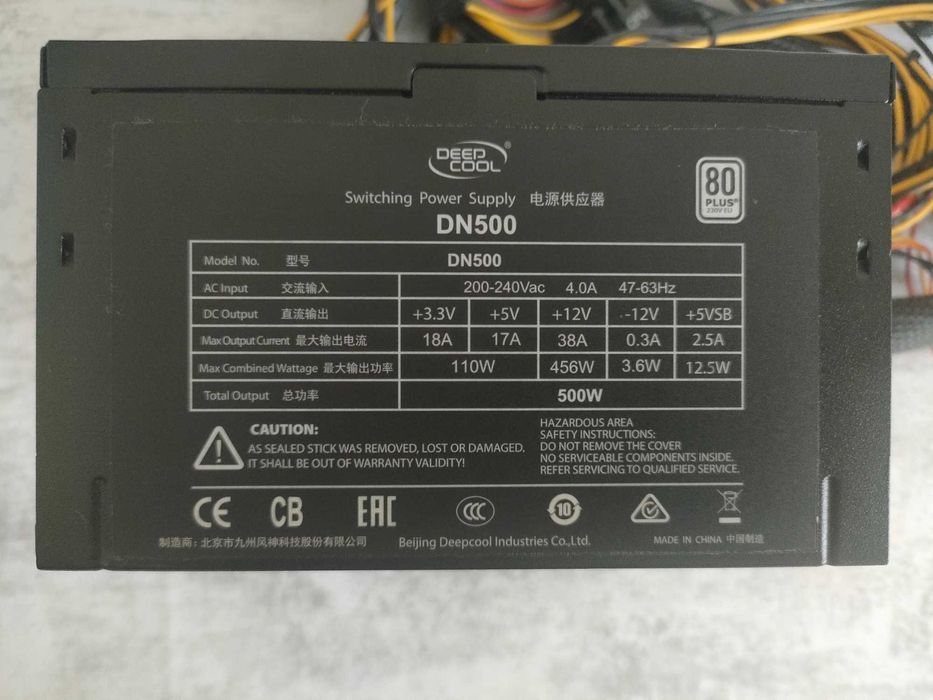 DEEP
COOL®
80
PLUS®
230V EU
Switching Power Supply 电源供应器
DN500
Model No. 型号 DN500
AC Input 交流输入 200-240Vac 4.0A 47-63Hz
DC Output 直流输出 +3.3V +5V +12V -12V +5VSB
Max Output Current 最大输出电流 18A 17A 38A 0.3A 2.5A
Max Combined Wattage 最大输出功率 110W 456W 3.6W 12.5W
Total Output 总功率 500W
CAUTION:
AS SEALED STICK WAS REMOVED, LOST OR DAMAGED.
IT SHALL BE OUT OF WARRANTY VALIDITY!
HAZARDOUS AREA
SAFETY INSTRUCTIONS:
DO NOT REMOVE THE COVER
NO SERVICEABLE COMPONENTS INSIDE.
REFER SERVICING TO QUALIFIED SERVICE.
CE CB EAC CCC 10
制造商: 北京市九州风神科技股份有限公司 Beijing Deepcool Industries Co.,Ltd. MADE IN CHINA 中国制造